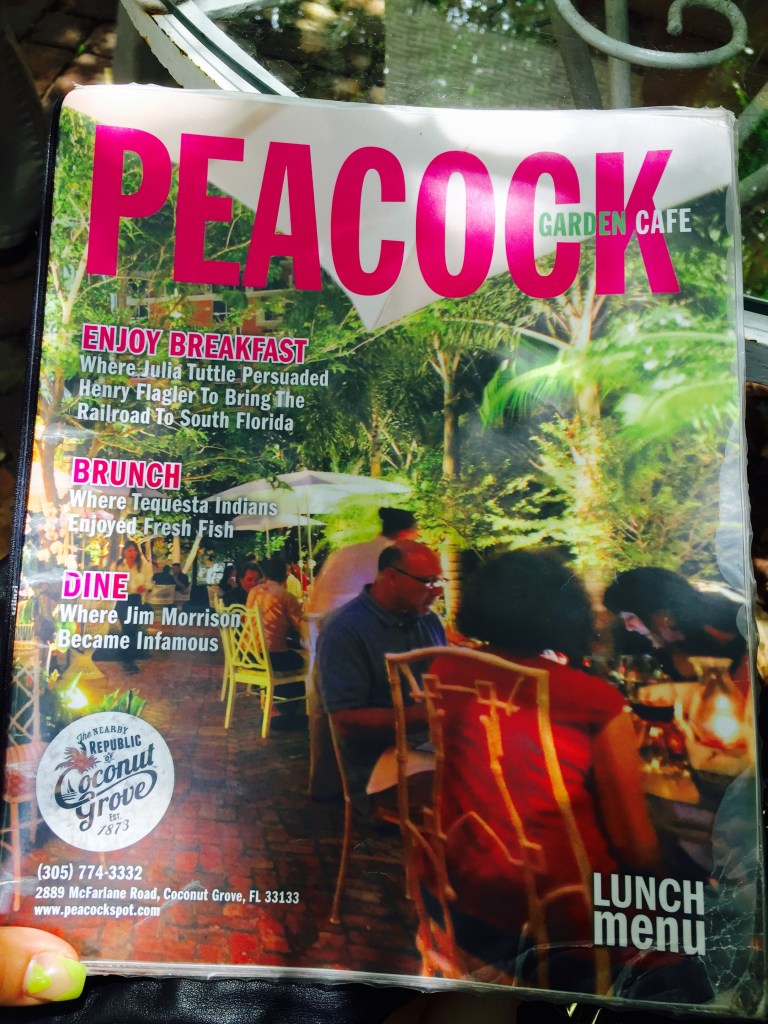 PEACOCK
GARDEN CAFE
ENJOY BREAKFAST
Where Julia Tuttle Persuaded
Henry Flagler To Bring The
Railroad To South Florida
BRUNCH
Where Tequesta Indians
Enjoyed Fresh Fish
DINE
Where Jim Morrison
Became Infamous
The NEARBY
REPUBLIC
of
Coconut
Grove
EST.
1873
(305) 774-3332
2889 McFarlane Road, Coconut Grove, FL 33133
www.peacockspot.com
LUNCH
menu